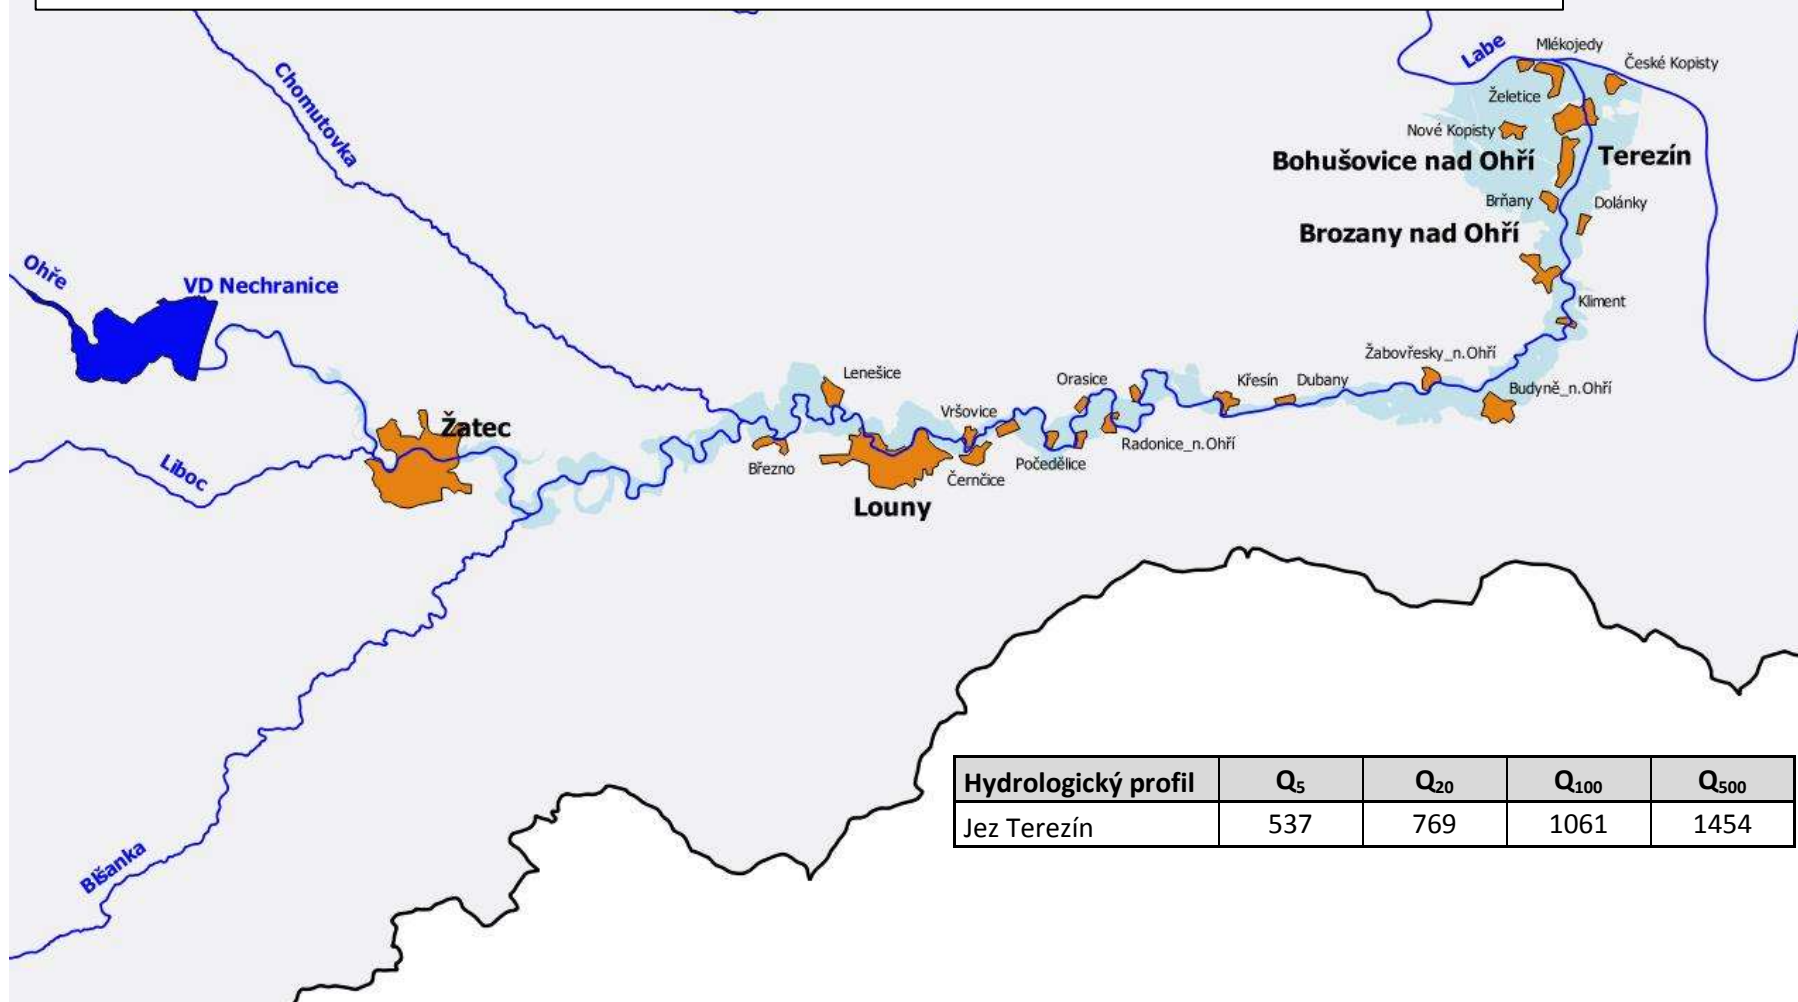 Labe
Mlékojedy
České Kopisty
Chomutovka
Želetice
Nové Kopisty
Bohušovice nad Ohří
Terezín
Brňany
Dolánky
Brozany nad Ohří
Ohře
VD Nechranice
Kliment
Žabovřesky_n.Ohří
Lenešice
Orasice
Křesín
Dubany
Budyně_n.Ohří
Vršovice
Žatec
Radonice_n.Ohří
Březno
Počedělice
Liboc
Černčice
Louny
Hydrologický profil Q5 Q20 Q100 Q500
Jez Terezín 537 769 1061 1454
Blšanka